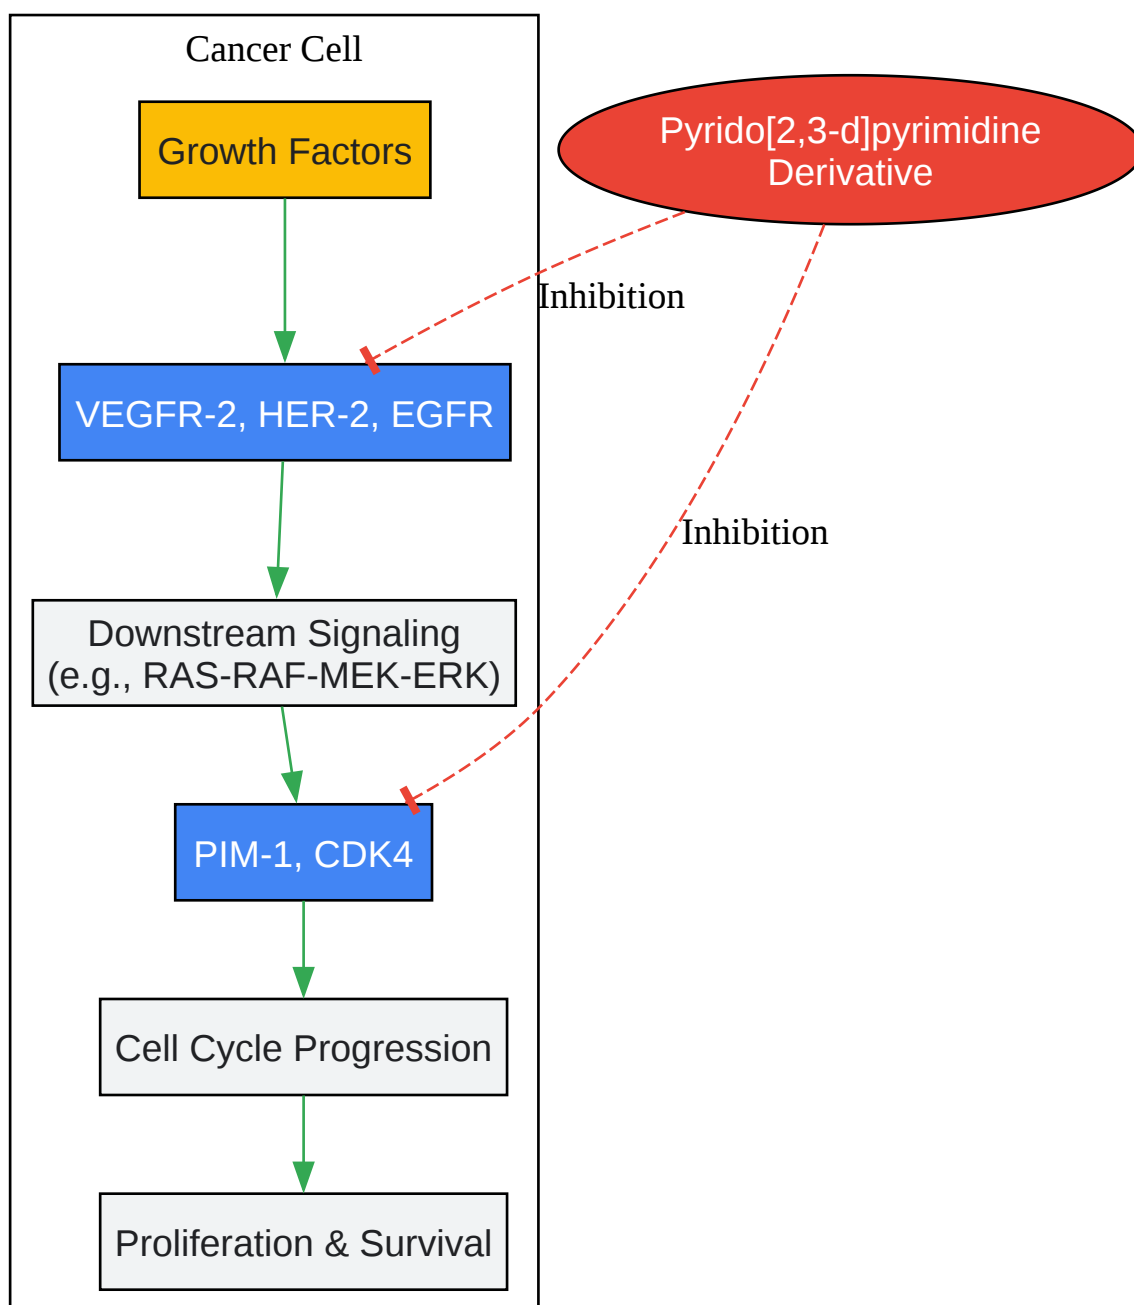 Cancer Cell
Growth Factors
Pyrido[2,3-d]pyrimidine
Derivative
Inhibition
VEGFR-2, HER-2, EGFR
Inhibition
Downstream Signaling
(e.g., RAS-RAF-MEK-ERK)
PIM-1, CDK4
Cell Cycle Progression
Proliferation & Survival